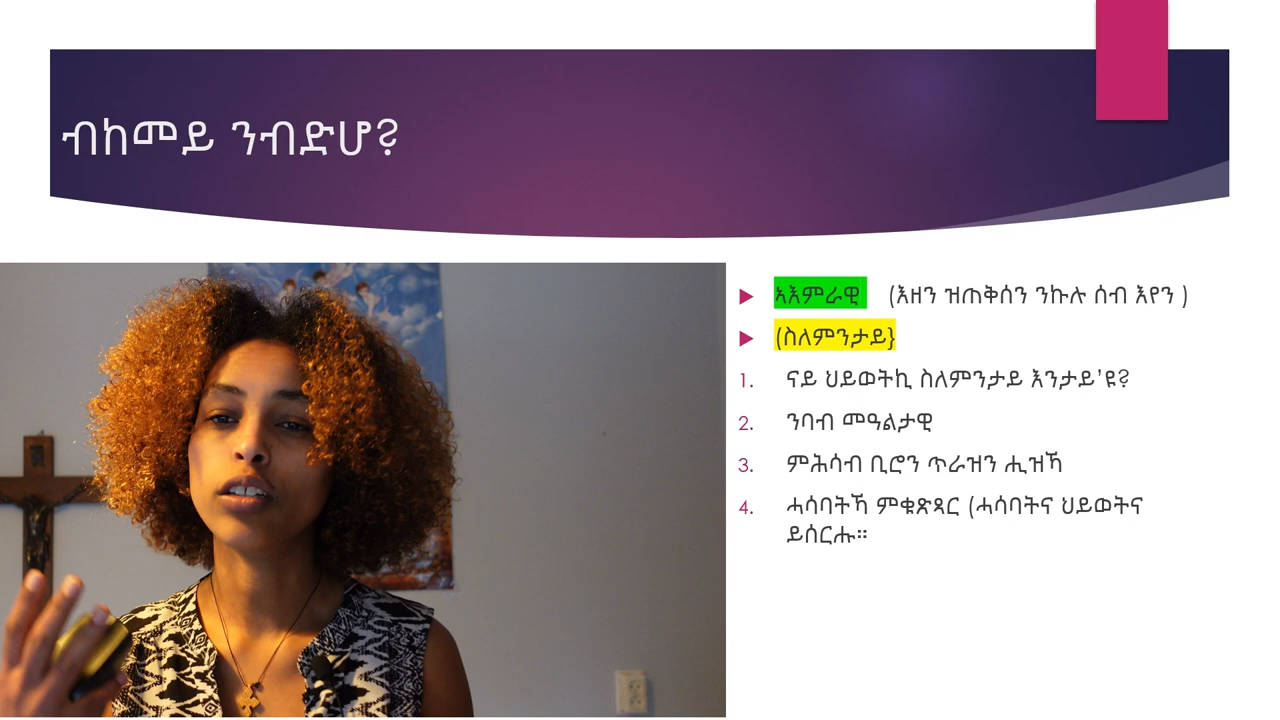 ብከመይ ንብድሆ?
ኣእምራዊ (እዘን ዝጠቅሰን ንኩሉ ሰብ እየን )
(ስለምንታይ}
1. ናይ ህይወትኪ ስለምንታይ እንታይ'ዩ?
2. ንባብ መዓልታዊ
3. ምሕሳብ ቢሮን ጥራዝን ሒዝኻ
4. ሓሳባትኻ ምቁጽጻር (ሓሳባትና ህይወትና
ይሰርሑ።